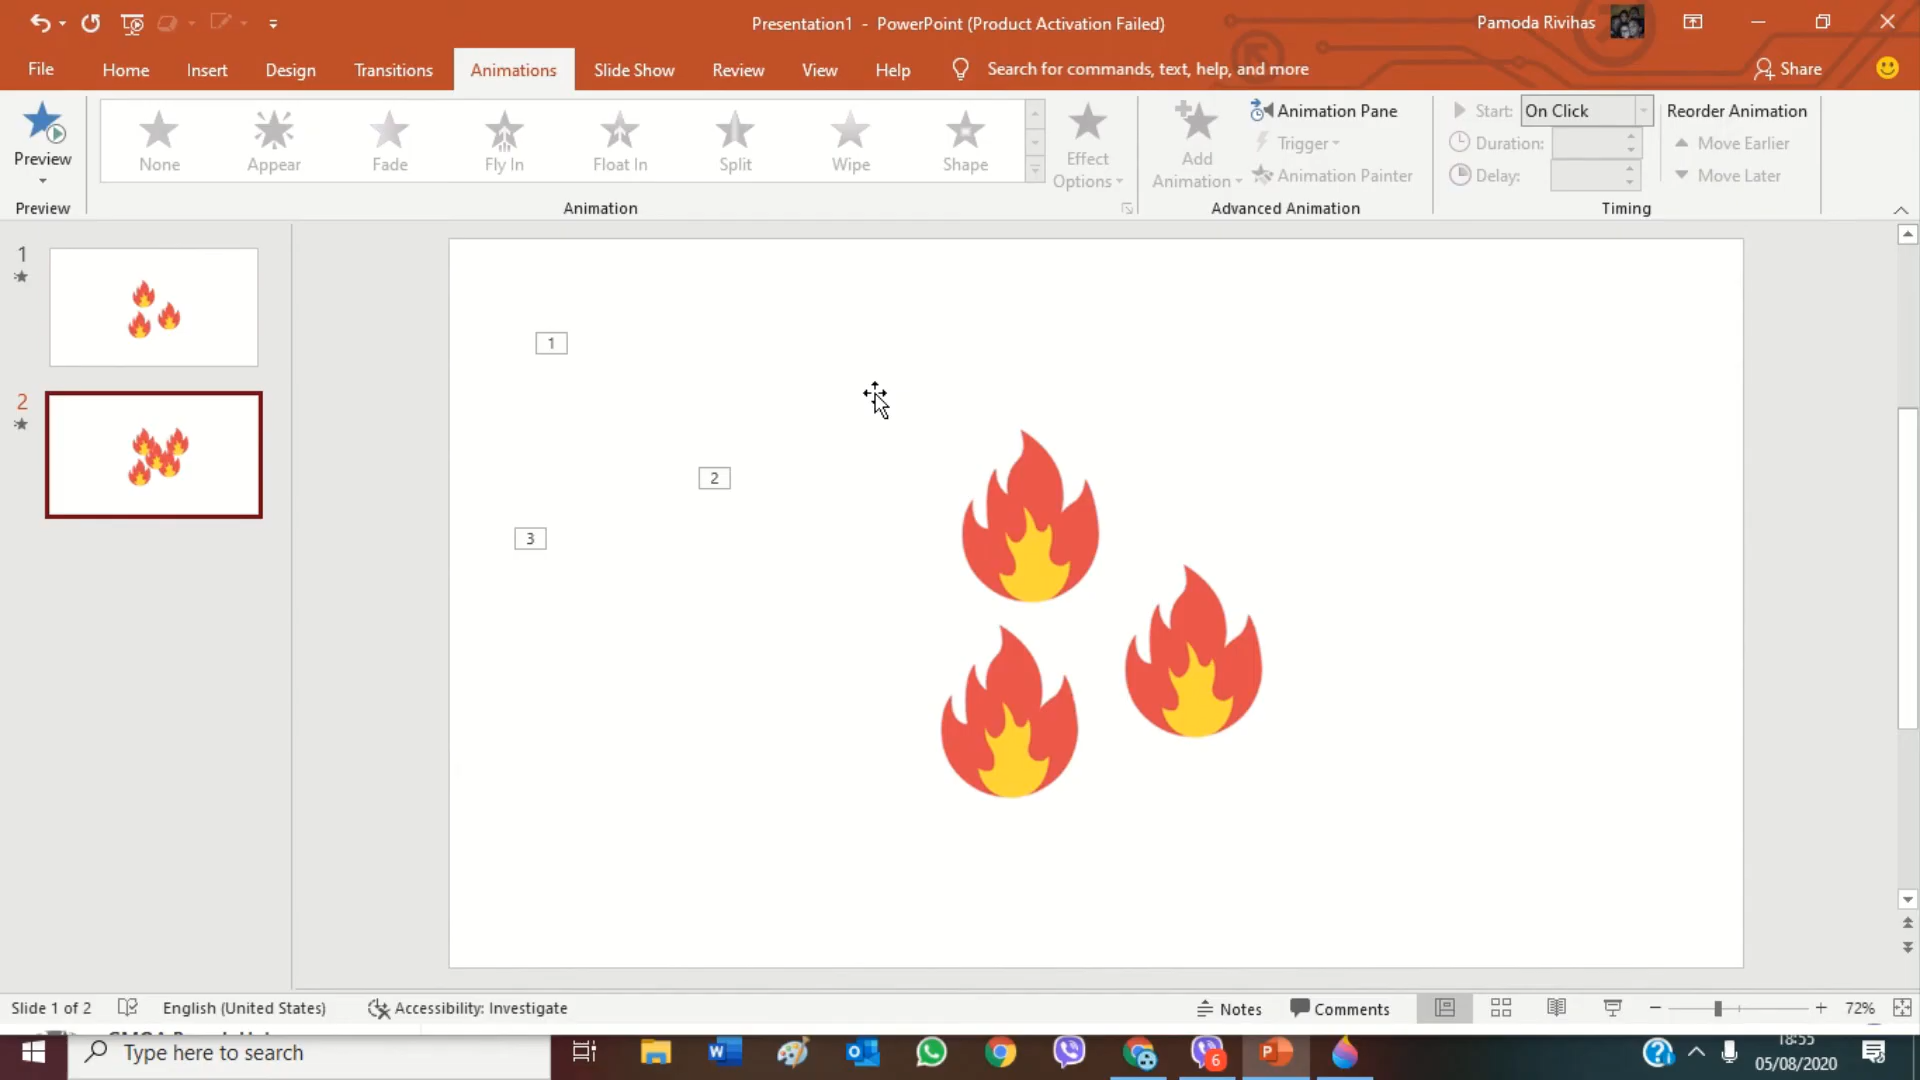 Presentation1 - PowerPoint (Product Activation Failed)
Pamoda Rivihas
File
Home
Insert
Design
Transitions
Animations
Slide Show
Review
View
Help
Search for commands, text, help, and more
Share
Preview
None
Appear
Fade
Fly In
Float In
Split
Wipe
Shape
Effect
Options
Add
Animation
Animation Pane
Trigger
Animation Painter
Start:
On Click
Duration:
Delay:
Reorder Animation
Move Earlier
Move Later
Preview
Animation
Advanced Animation
Timing
1
2
1
2
3
Slide 1 of 2
English (United States)
Accessibility: Investigate
Notes
Comments
72%
Type here to search
6
18:55
05/08/2020